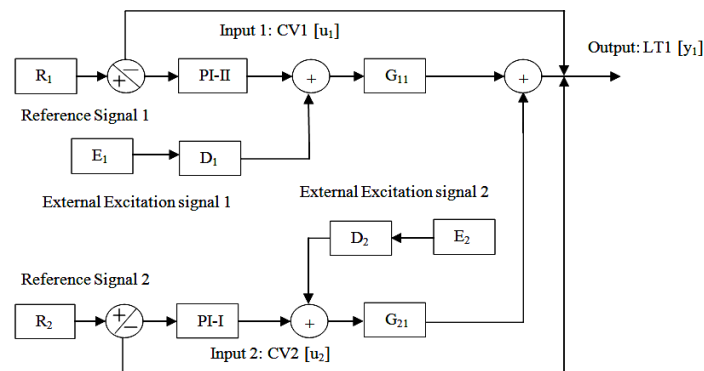 Input 1: CV1 [u1]
Output: LT1 [y1]
R1
+ −
PI-II
+
G11
+
Reference Signal 1
E1
D1
External Excitation signal 1
External Excitation signal 2
D2
E2
Reference Signal 2
R2
+ −
PI-I
+
G21
Input 2: CV2 [u2]